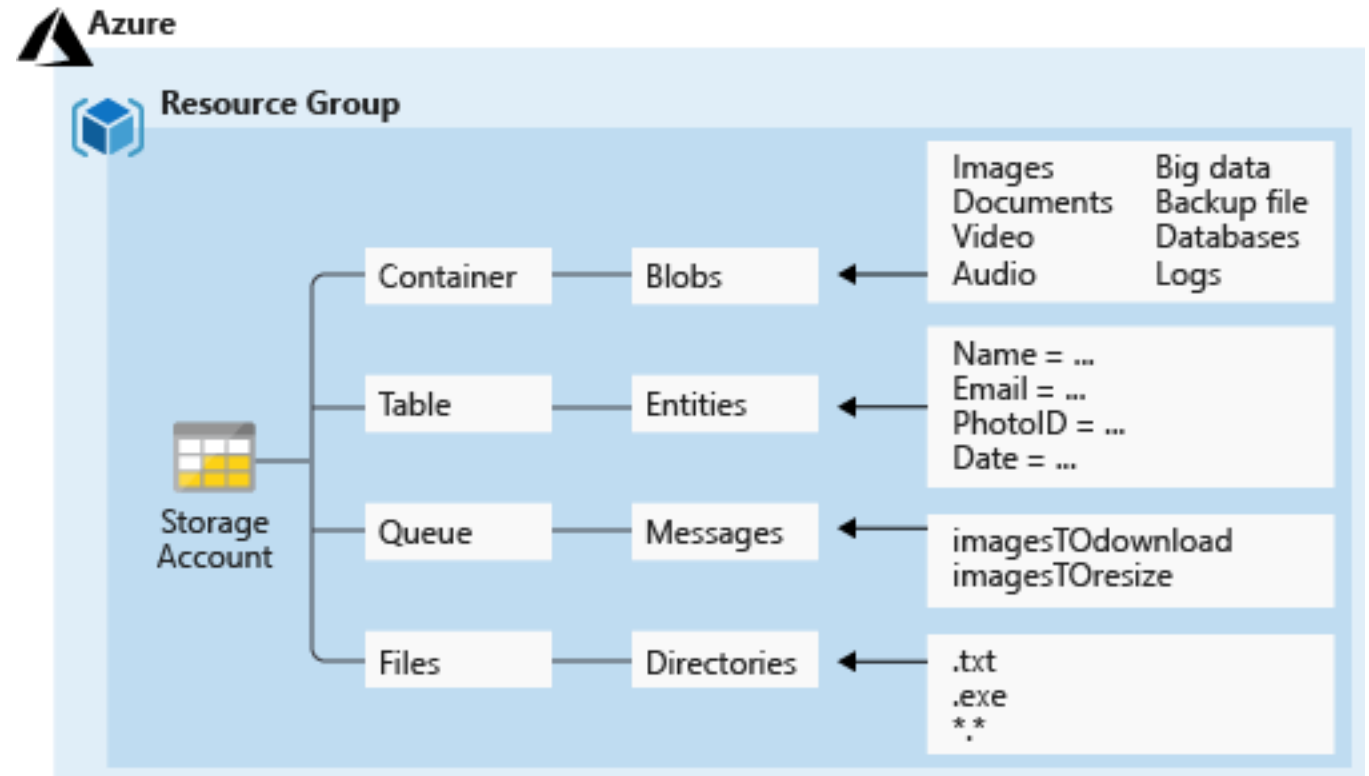 Azure
Resource Group
Images
Big data
Documents
Backup file
Video
Databases
Audio
Logs
Container
Blobs
Name = ...
Email = ...
PhotoID = ...
Date = ...
Table
Entities
Storage
Account
Queue
Messages
imagesTOdownload
imagesTOresize
Files
Directories
.txt
.exe
*.*